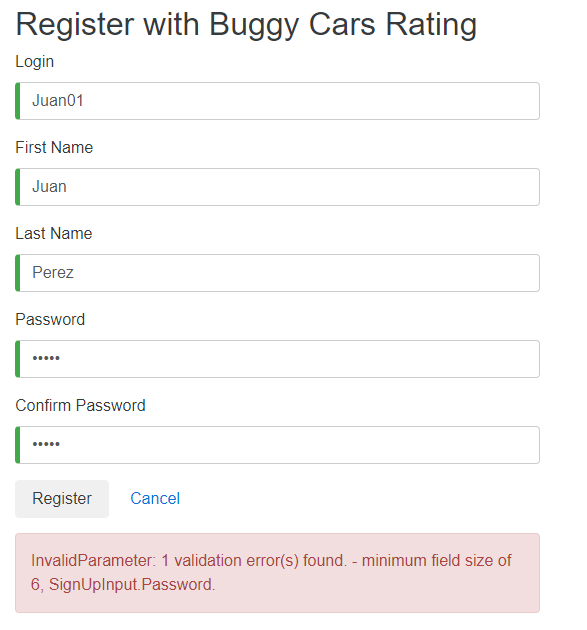 Register with Buggy Cars Rating
Login
Juan01
First Name
Juan
Last Name
Perez
Password
•••••
Confirm Password
•••••
Register Cancel
InvalidParameter: 1 validation error(s) found. - minimum field size of
6, SignUpInput.Password.